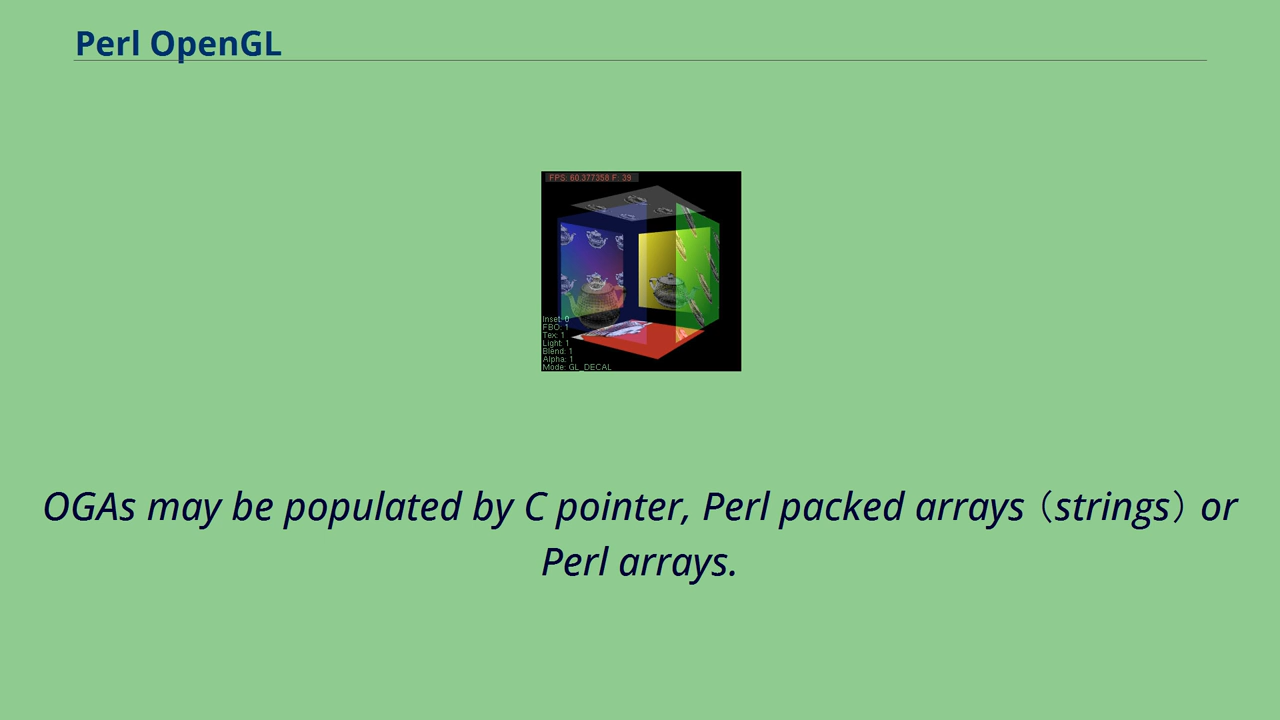 Perl OpenGL
FPS: 60.377358 F: 39
Inset: 0
FBO: 1
Tex: 1
Light: 1
Blend: 1
Alpha: 1
Mode: GL_DECAL
OGAs may be populated by C pointer, Perl packed arrays（strings）or
Perl arrays.